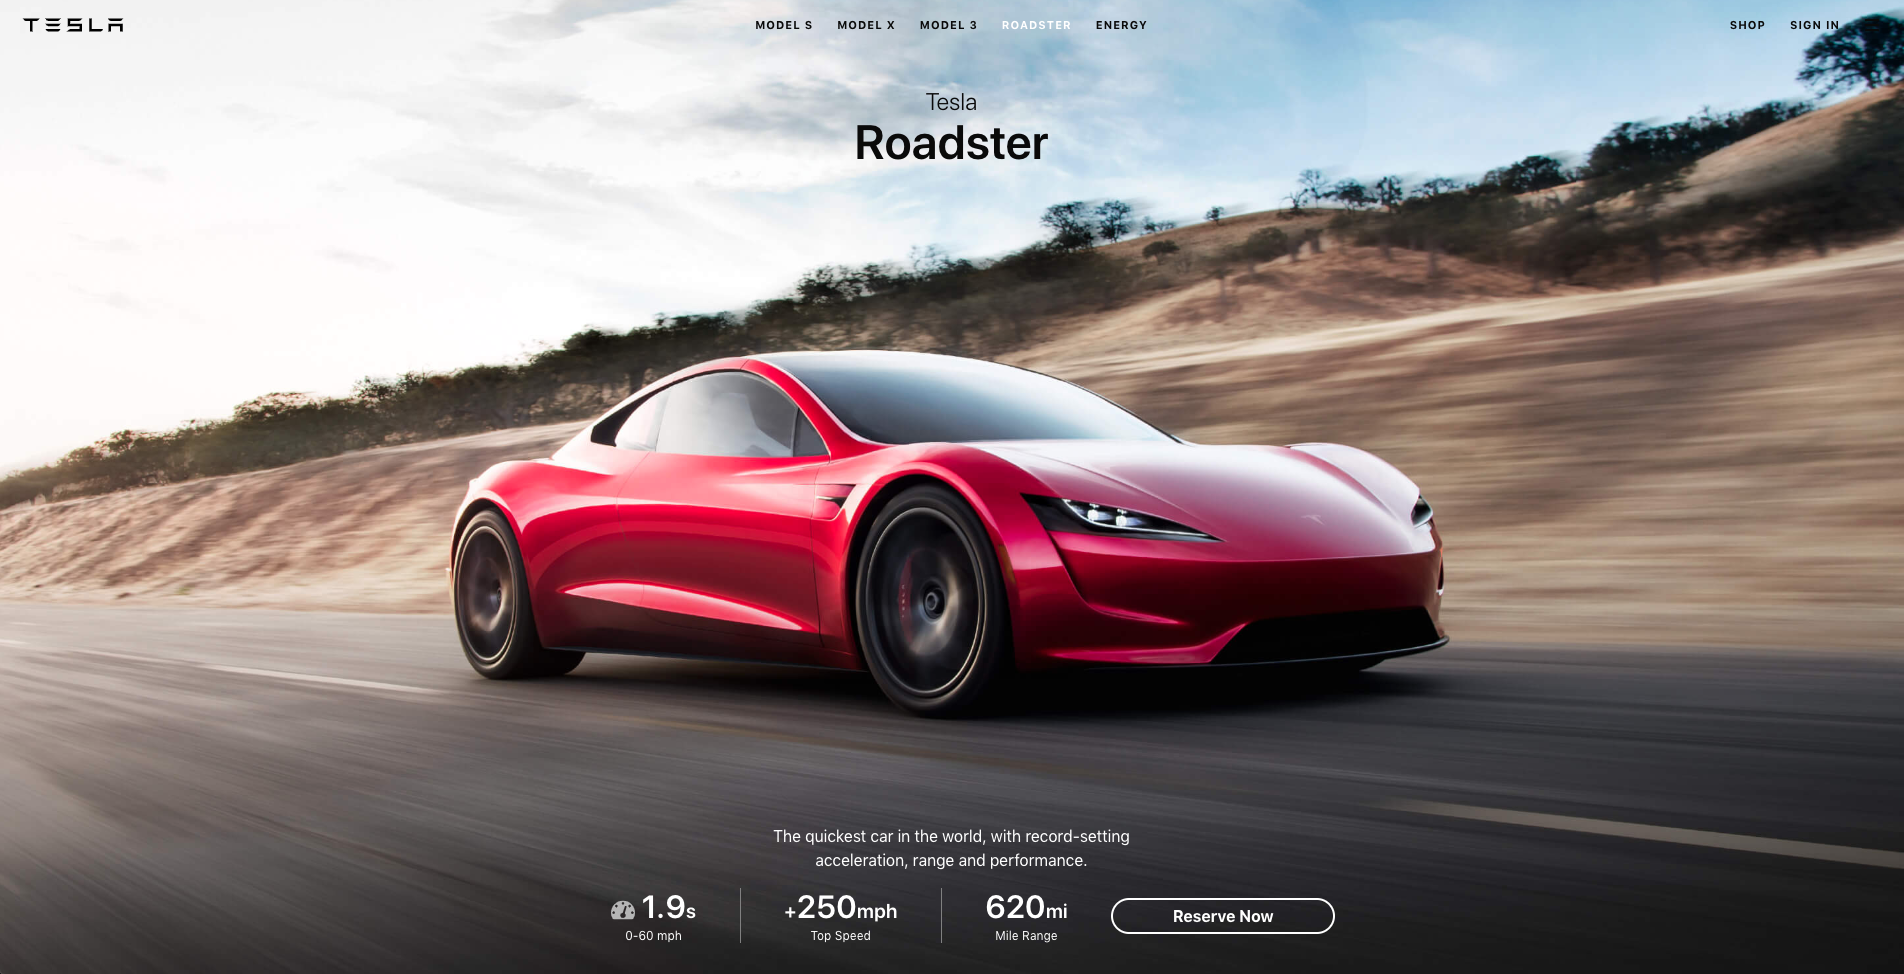 TESLA
MODEL S MODEL X MODEL 3 ROADSTER ENERGY
SHOP SIGN IN
Tesla
Roadster
The quickest car in the world, with record-setting
acceleration, range and performance.
1.9s +250mph 620mi Reserve Now
0-60 mph Top Speed Mile Range